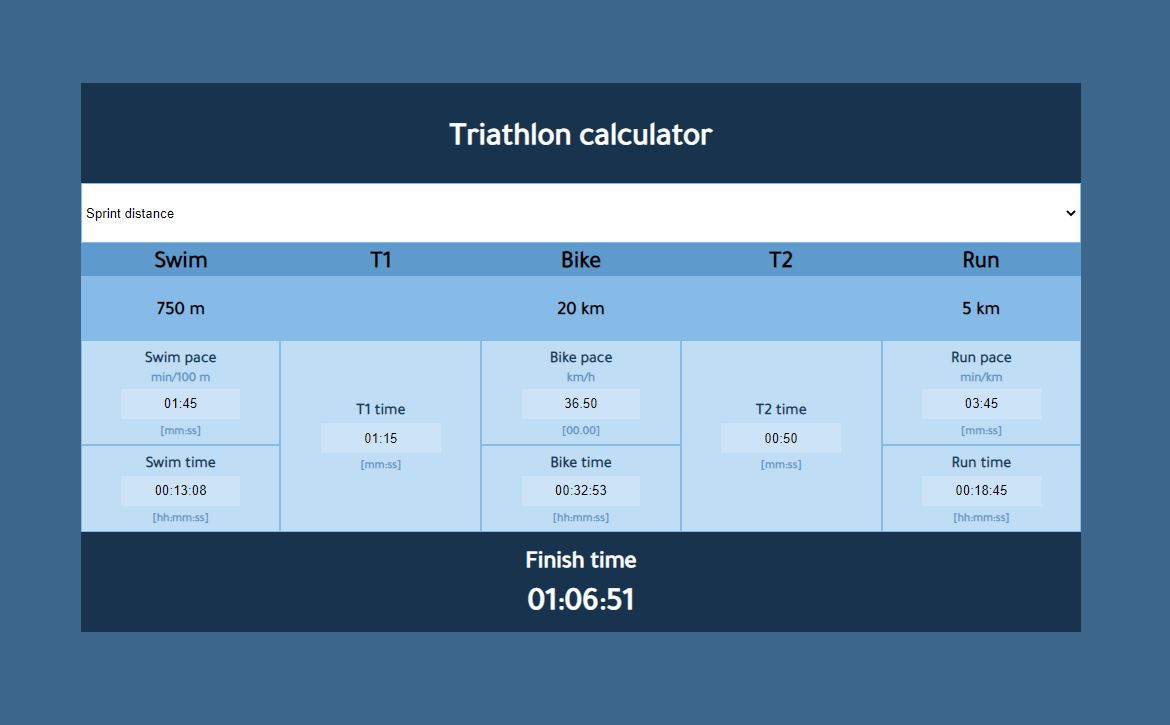 Triathlon calculator
Sprint distance
Swim T1 Bike T2 Run
750 m 20 km 5 km
Swim pace
min/100 m
01:45
[mm:ss]
Swim time
00:13:08
[hh:mm:ss]
T1 time
01:15
[mm:ss]
Bike pace
km/h
36.50
[00.00]
Bike time
00:32:53
[hh:mm:ss]
T2 time
00:50
[mm:ss]
Run pace
min/km
03:45
[mm:ss]
Run time
00:18:45
[hh:mm:ss]
Finish time
01:06:51